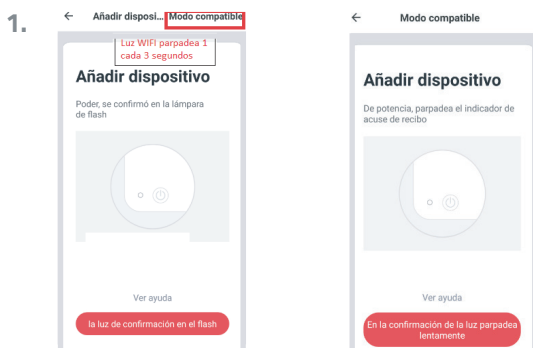 1.
← Añadir disposi... Modo compatible
Luz WIFI parpadea 1
cada 3 segundos
Añadir dispositivo
Poder, se confirmó en la lámpara
de flash
Ver ayuda
la luz de confirmación en el flash
← Modo compatible
Añadir dispositivo
De potencia, parpadea el indicador de
acuse de recibo
Ver ayuda
En la confirmación de la luz parpadea
lentamente